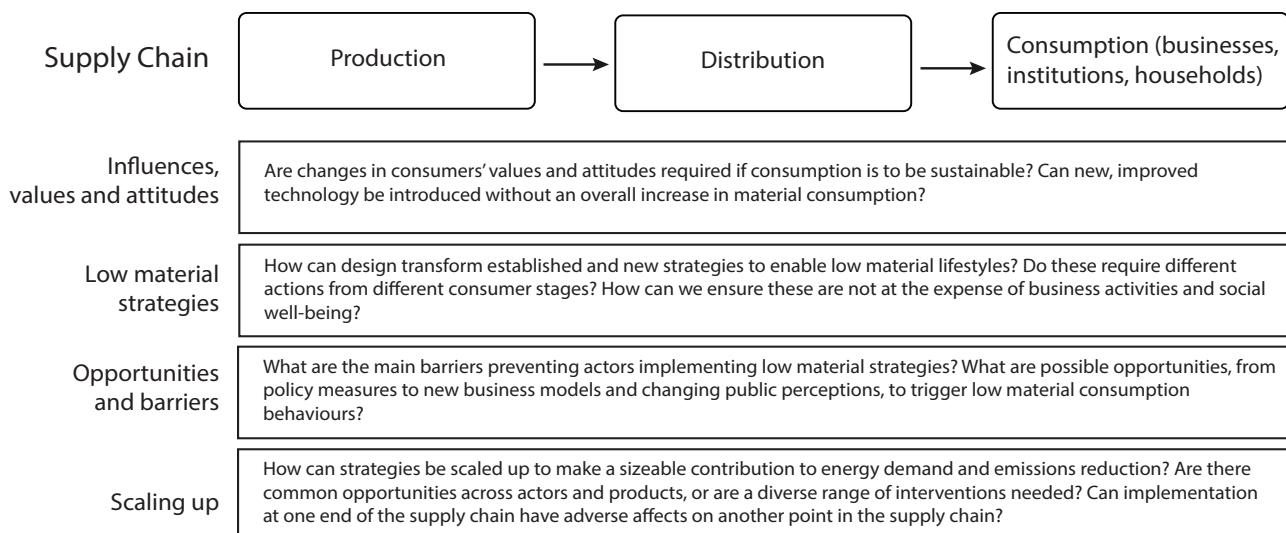 Supply Chain
Production
Distribution
Consumption (businesses,
institutions, households)
Influences,
values and attitudes
Are changes in consumers’ values and attitudes required if consumption is to be sustainable? Can new, improved
technology be introduced without an overall increase in material consumption?
Low material
strategies
How can design transform established and new strategies to enable low material lifestyles? Do these require different
actions from different consumer stages? How can we ensure these are not at the expense of business activities and social
well-being?
Opportunities
and barriers
What are the main barriers preventing actors implementing low material strategies? What are possible opportunities, from
policy measures to new business models and changing public perceptions, to trigger low material consumption
behaviours?
Scaling up
How can strategies be scaled up to make a sizeable contribution to energy demand and emissions reduction? Are there
common opportunities across actors and products, or are a diverse range of interventions needed? Can implementation
at one end of the supply chain have adverse affects on another point in the supply chain?